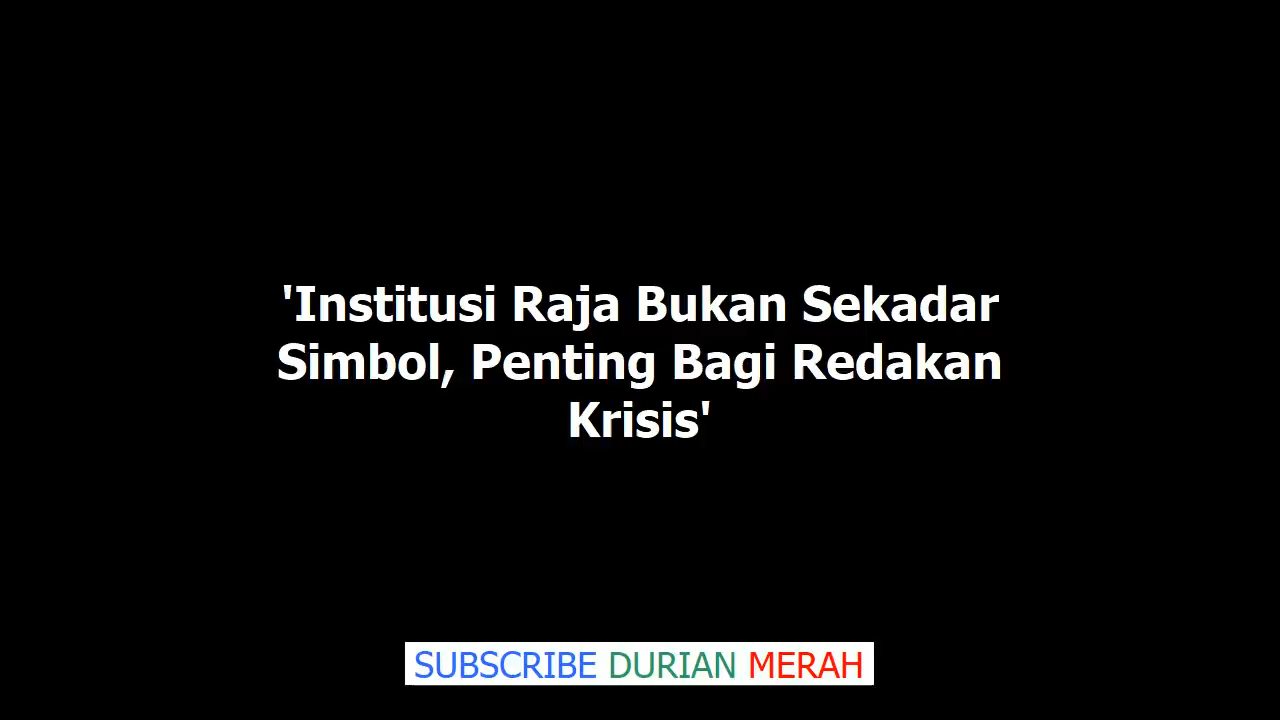 'Institusi Raja Bukan Sekadar
Simbol, Penting Bagi Redakan
Krisis'
SUBSCRIBE DURIAN MERAH